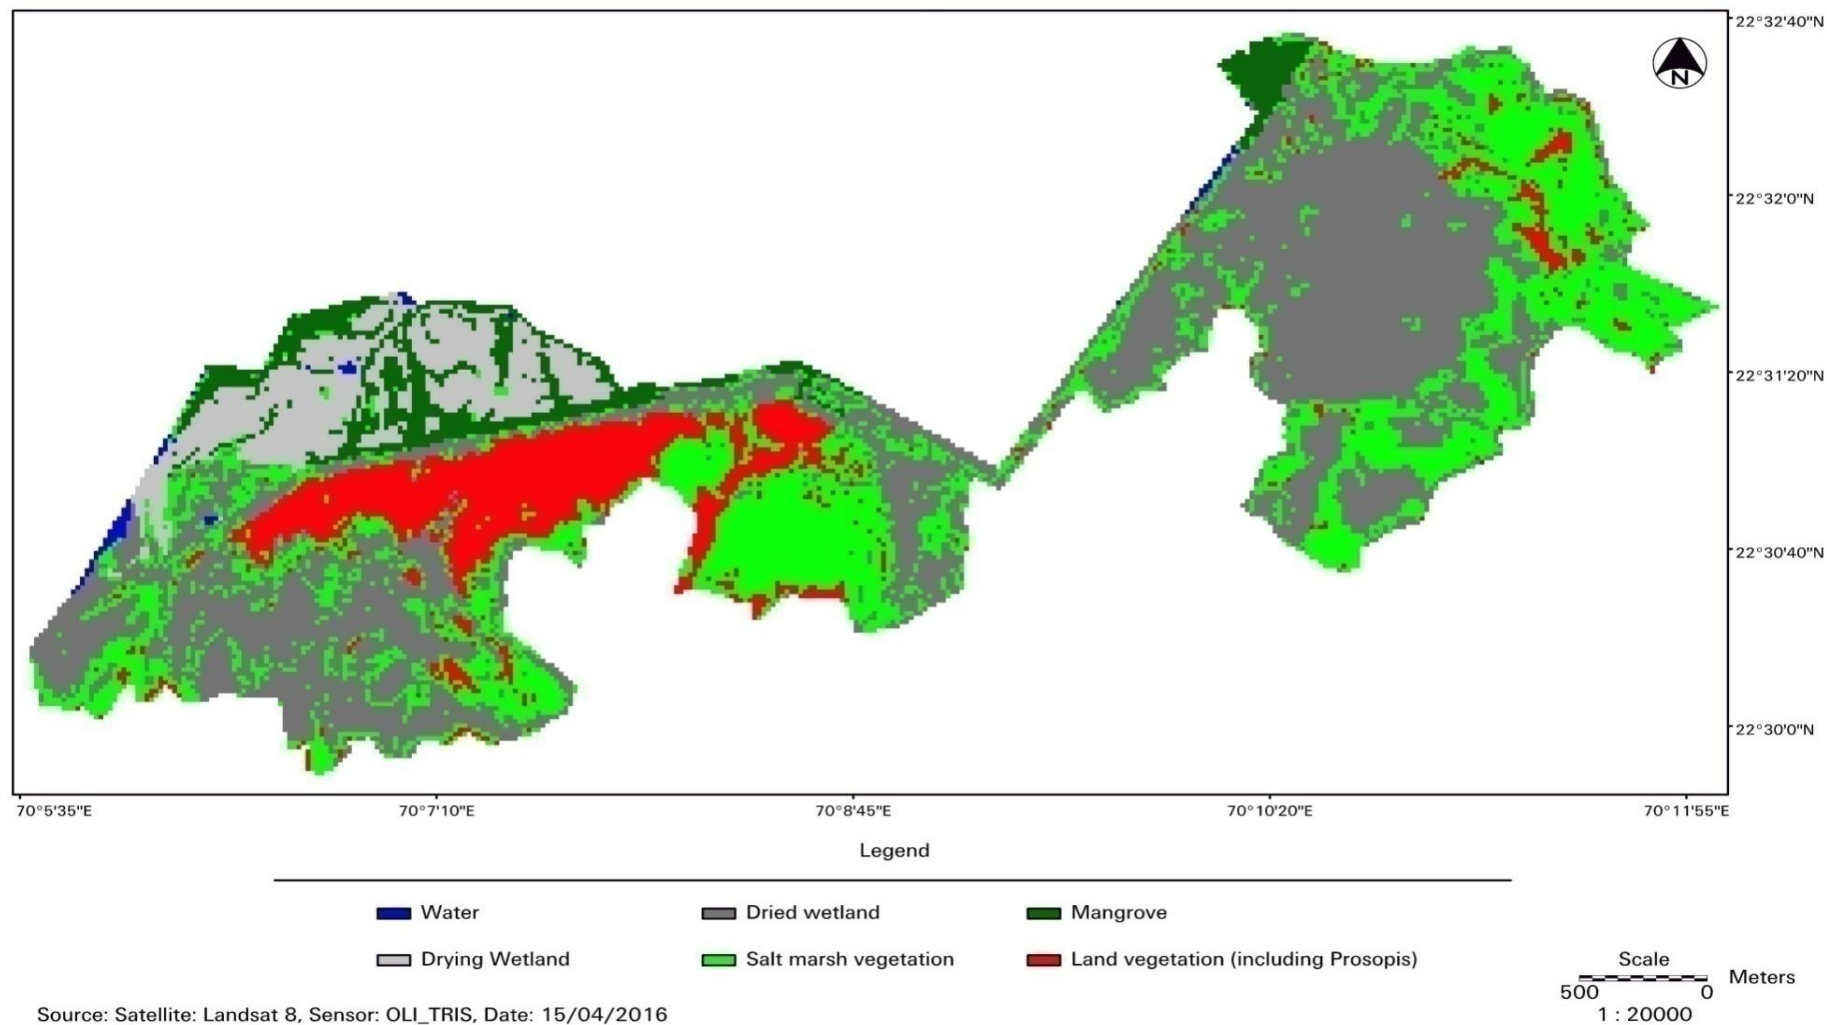 22°32'40"N
N
22°32'0"N
22°31'20"N
22°30'40"N
22°30'0"N
70°5'35"E 70°7'10"E 70°8'45"E 70°10'20"E 70°11'55"E
Legend
Water Dried wetland Mangrove
Drying Wetland Salt marsh vegetation Land vegetation (including Prosopis)
Scale
Meters
500 0
1 : 20000
Source: Satellite: Landsat 8, Sensor: OLI_TRIS, Date: 15/04/2016